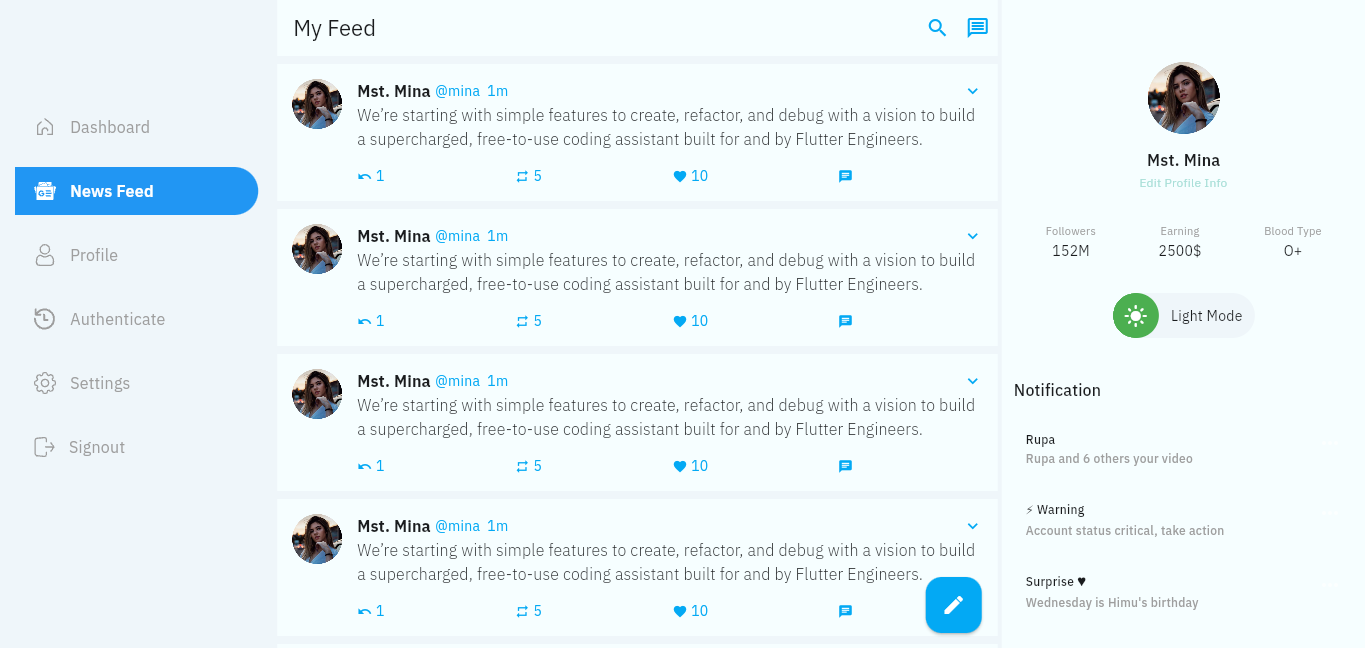 Dashboard
News Feed
Profile
Authenticate
Settings
Signout
My Feed
Mst. Mina @mina 1m
We’re starting with simple features to create, refactor, and debug with a vision to build
a supercharged, free-to-use coding assistant built for and by Flutter Engineers.
1 5 10
Mst. Mina @mina 1m
We’re starting with simple features to create, refactor, and debug with a vision to build
a supercharged, free-to-use coding assistant built for and by Flutter Engineers.
1 5 10
Mst. Mina @mina 1m
We’re starting with simple features to create, refactor, and debug with a vision to build
a supercharged, free-to-use coding assistant built for and by Flutter Engineers.
1 5 10
Mst. Mina @mina 1m
We’re starting with simple features to create, refactor, and debug with a vision to build
a supercharged, free-to-use coding assistant built for and by Flutter Engineers.
1 5 10
Mst. Mina
Edit Profile Info
Followers Earning Blood Type
152M 2500$ O+
Light Mode
Notification
Rupa
Rupa and 6 others your video
⚡ Warning
Account status critical, take action
Surprise ♥
Wednesday is Himu's birthday